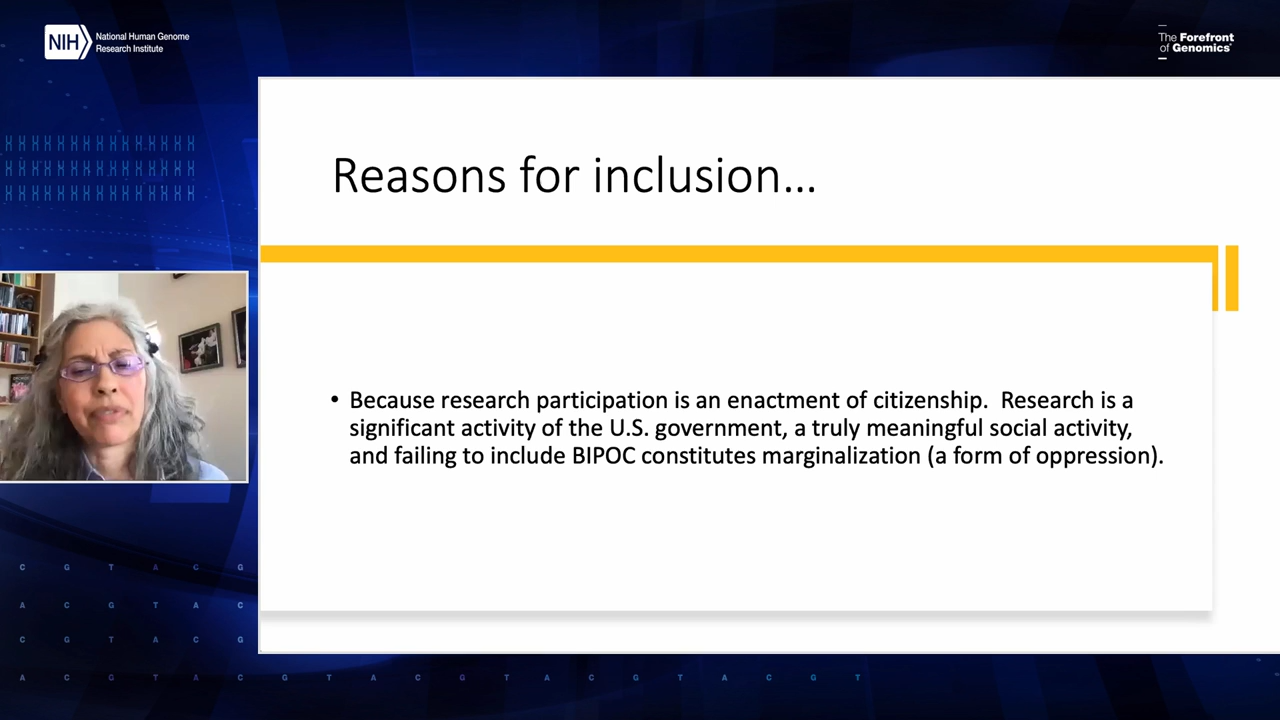 NIH
National Human Genome
Research Institute
The Forefront
of Genomics®
Reasons for inclusion...
• Because research participation is an enactment of citizenship. Research is a
significant activity of the U.S. government, a truly meaningful social activity,
and failing to include BIPOC constitutes marginalization (a form of oppression).
C G T A C G
A C G T A C
C G T A C G
A C G T A C G T A C G T A C G T A C G T